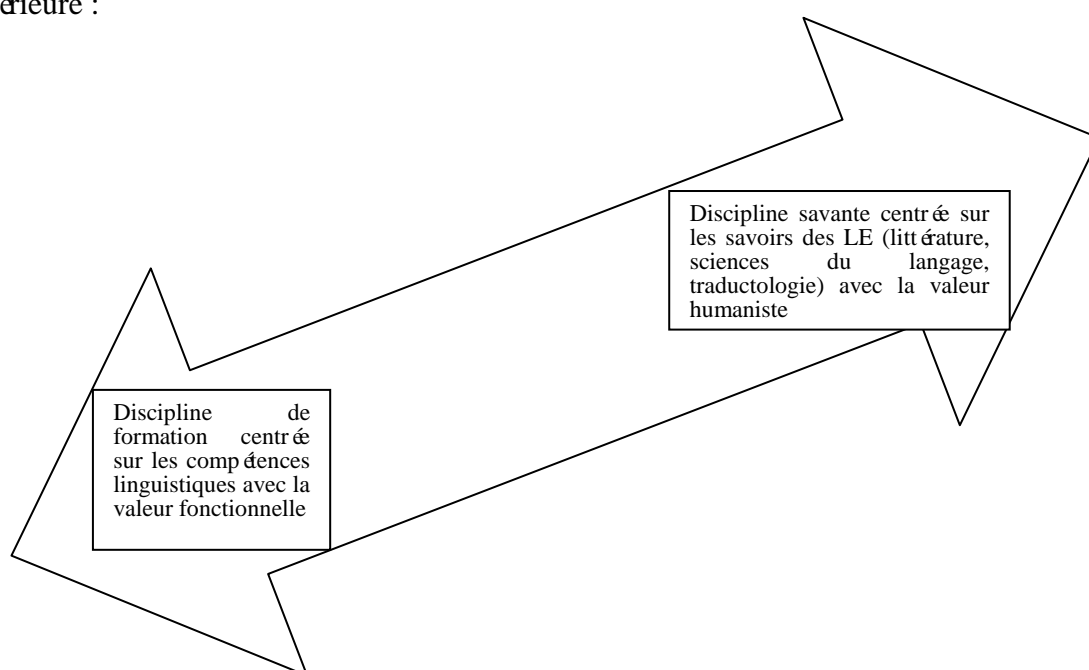 érieure :
Discipline savante centrée sur
les savoirs des LE (littérature,
sciences du langage,
traductologie) avec la valeur
humaniste
Discipline de
formation centrée
sur les compétences
linguistiques avec la
valeur fonctionnelle